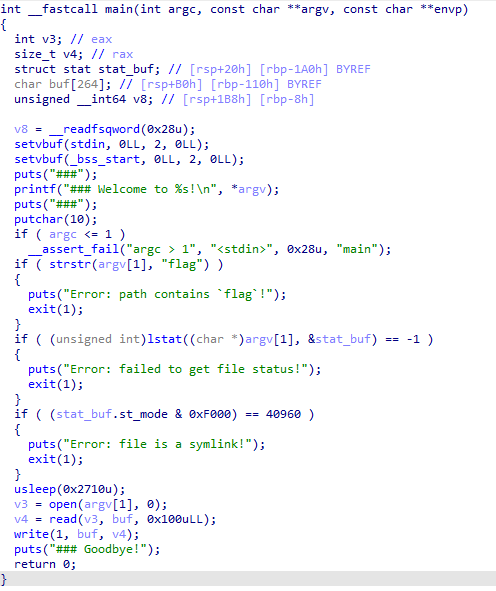 int __fastcall main(int argc, const char **argv, const char **envp)
{
  int v3; // eax
  size_t v4; // rax
  struct stat stat_buf; // [rsp+20h] [rbp-1A0h] BYREF
  char buf[264]; // [rsp+B0h] [rbp-110h] BYREF
  unsigned __int64 v8; // [rsp+1B8h] [rbp-8h]

  v8 = __readfsqword(0x28u);
  setvbuf(stdin, 0LL, 2, 0LL);
  setvbuf(_bss_start, 0LL, 2, 0LL);
  puts("###");
  printf("### Welcome to %s!\n", *argv);
  puts("###");
  putchar(10);
  if ( argc <= 1 )
    __assert_fail("argc > 1", "<stdin>", 0x28u, "main");
  if ( strstr(argv[1], "flag") )
  {
    puts("Error: path contains `flag`!");
    exit(1);
  }
  if ( (unsigned int)lstat((char *)argv[1], &stat_buf) == -1 )
  {
    puts("Error: failed to get file status!");
    exit(1);
  }
  if ( (stat_buf.st_mode & 0xF000) == 40960 )
  {
    puts("Error: file is a symlink!");
    exit(1);
  }
  usleep(0x2710u);
  v3 = open(argv[1], 0);
  v4 = read(v3, buf, 0x100uLL);
  write(1, buf, v4);
  puts("### Goodbye!");
  return 0;
}